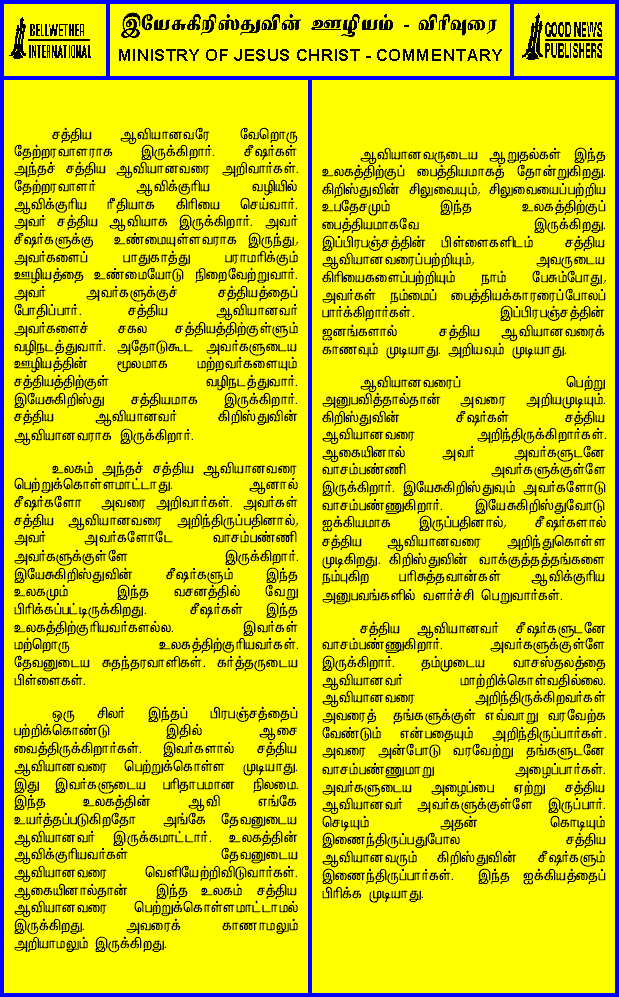 BELLWETHER
INTERNATIONAL
இயேசுகிறிஸ்துவின் ஊழியம் - விரிவுரை
MINISTRY OF JESUS CHRIST - COMMENTARY
GOOD NEWS
PUBLISHERS
சத்திய ஆவியானவரே வேறொரு
தேற்றரவாளராக இருக்கிறார். சீஷர்கள்
அந்தச் சத்திய ஆவியானவரை அறிவார்கள்.
தேற்றரவாளர் ஆவிக்குரிய வழியில்
ஆவிக்குரிய ரீதியாக கிரியை செய்வார்.
அவர் சத்திய ஆவியாக இருக்கிறார். அவர்
சீஷர்களுக்கு உண்மையுள்ளவராக இருந்து,
அவர்களைப் பாதுகாத்து பராமரிக்கும்
ஊழியத்தை உண்மையோடு நிறைவேற்றுவார்.
அவர் அவர்களுக்குச் சத்தியத்தைப்
போதிப்பார். சத்திய ஆவியானவர்
அவர்களைச் சகல சத்தியத்திற்குள்ளும்
வழிநடத்துவார். அதோடுகூட அவர்களுடைய
ஊழியத்தின் மூலமாக மற்றவர்களையும்
சத்தியத்திற்குள் வழிநடத்துவார்.
இயேசுகிறிஸ்து சத்தியமாக இருக்கிறார்.
சத்திய ஆவியானவர் கிறிஸ்துவின்
ஆவியானவராக இருக்கிறார்.
உலகம் அந்தச் சத்திய ஆவியானவரை
பெற்றுக்கொள்ளமாட்டாது. ஆனால்
சீஷர்களோ அவரை அறிவார்கள். அவர்கள்
சத்திய ஆவியானவரை அறிந்திருப்பதினால்,
அவர் அவர்களோடே வாசம்பண்ணி
அவர்களுக்குள்ளே இருக்கிறார்.
இயேசுகிறிஸ்துவின் சீஷர்களும் இந்த
உலகமும் இந்த வசனத்தில் வேறு
பிரிக்கப்பட்டிருக்கிறது. சீஷர்கள் இந்த
உலகத்திற்குரியவர்களல்ல. இவர்கள்
மற்றொரு உலகத்திற்குரியவர்கள்.
தேவனுடைய சுதந்தரவாளிகள். கர்த்தருடைய
பிள்ளைகள்.
ஒரு சிலர் இந்தப் பிரபஞ்சத்தைப்
பற்றிக்கொண்டு இதில் ஆசை
வைத்திருக்கிறார்கள். இவர்களால் சத்திய
ஆவியானவரை பெற்றுக்கொள்ள முடியாது.
இது இவர்களுடைய பரிதாபமான நிலமை.
இந்த உலகத்தின் ஆவி எங்கே
உயர்த்தப்படுகிறதோ அங்கே தேவனுடைய
ஆவியானவர் இருக்கமாட்டார். உலகத்தின்
ஆவிக்குரியவர்கள் தேவனுடைய
ஆவியானவரை வெளியேற்றிவிடுவார்கள்.
ஆகையினால்தான் இந்த உலகம் சத்திய
ஆவியானவரை பெற்றுக்கொள்ளமாட்டாமல்
இருக்கிறது. அவரைக் காணாமலும்
அறியாமலும் இருக்கிறது.
ஆவியானவருடைய ஆறுதல்கள் இந்த
உலகத்திற்குப் பைத்தியமாகத் தோன்றுகிறது.
கிறிஸ்துவின் சிலுவையும், சிலுவையைப்பற்றிய
உபதேசமும் இந்த உலகத்திற்குப்
பைத்தியமாகவே இருக்கிறது.
இப்பிரபஞ்சத்தின் பிள்ளைகளிடம் சத்திய
ஆவியானவரைப்பற்றியும், அவருடைய
கிரியைகளைப்பற்றியும் நாம் பேசும்போது,
அவர்கள் நம்மைப் பைத்தியக்காரரைப்போலப்
பார்க்கிறார்கள். இப்பிரபஞ்சத்தின்
ஜனங்களால் சத்திய ஆவியானவரைக்
காணவும் முடியாது. அறியவும் முடியாது.
ஆவியானவரைப் பெற்று
அனுபவித்தால்தான் அவரை அறியமுடியும்.
கிறிஸ்துவின் சீஷர்கள் சத்திய
ஆவியானவரை அறிந்திருக்கிறார்கள்.
ஆகையினால் அவர் அவர்களுடனே
வாசம்பண்ணி அவர்களுக்குள்ளே
இருக்கிறார். இயேசுகிறிஸ்துவும் அவர்களோடு
வாசம்பண்ணுகிறார். இயேசுகிறிஸ்துவோடு
ஐக்கியமாக இருப்பதினால், சீஷர்களால்
சத்திய ஆவியானவரை அறிந்துகொள்ள
முடிகிறது. கிறிஸ்துவின் வாக்குத்தத்தங்களை
நம்புகிற பரிசுத்தவான்கள் ஆவிக்குரிய
அனுபவங்களில் வளர்ச்சி பெறுவார்கள்.
சத்திய ஆவியானவர் சீஷர்களுடனே
வாசம்பண்ணுகிறார். அவர்களுக்குள்ளே
இருக்கிறார். தம்முடைய வாசஸ்தலத்தை
ஆவியானவர் மாற்றிக்கொள்வதில்லை.
ஆவியானவரை அறிந்திருக்கிறவர்கள்
அவரைத் தங்களுக்குள் எவ்வாறு வரவேற்க
வேண்டும் என்பதையும் அறிந்திருப்பார்கள்.
அவரை அன்போடு வரவேற்று தங்களுடனே
வாசம்பண்ணுமாறு அழைப்பார்கள்.
அவர்களுடைய அழைப்பை ஏற்று சத்திய
ஆவியானவர் அவர்களுக்குள்ளே இருப்பார்.
செடியும் அதன் கொடியும்
இணைந்திருப்பதுபோல சத்திய
ஆவியானவரும் கிறிஸ்துவின் சீஷர்களும்
இணைந்திருப்பார்கள். இந்த ஐக்கியத்தைப்
பிரிக்க முடியாது.